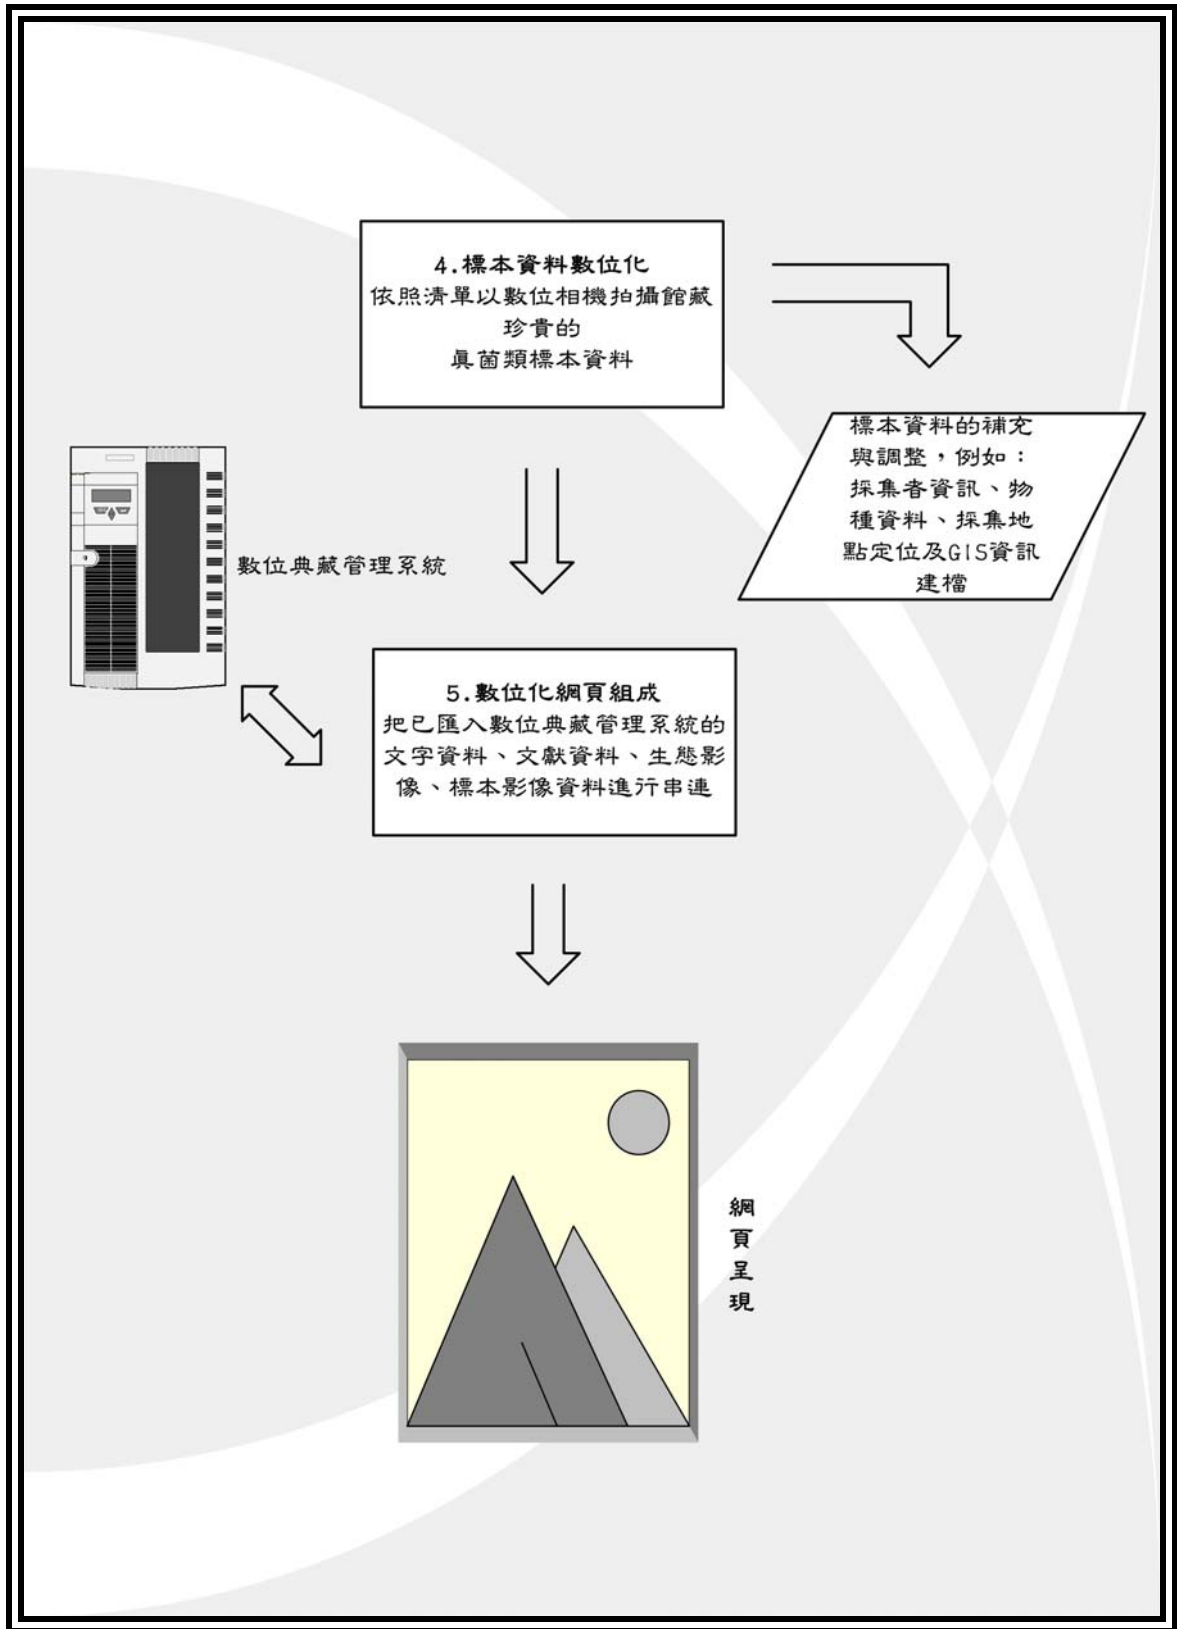 4.標本資料數位化
依照清單以數位相機拍攝館藏
珍貴的
真菌類標本資料
標本資料的補充
與調整，例如：
採集者資訊、物
種資料、採集地
點定位及GIS資訊
建檔
數位典藏管理系統
5.數位化網頁組成
把已匯入數位典藏管理系統的
文字資料、文獻資料、生態影
像、標本影像資料進行串連
網
頁
呈
現